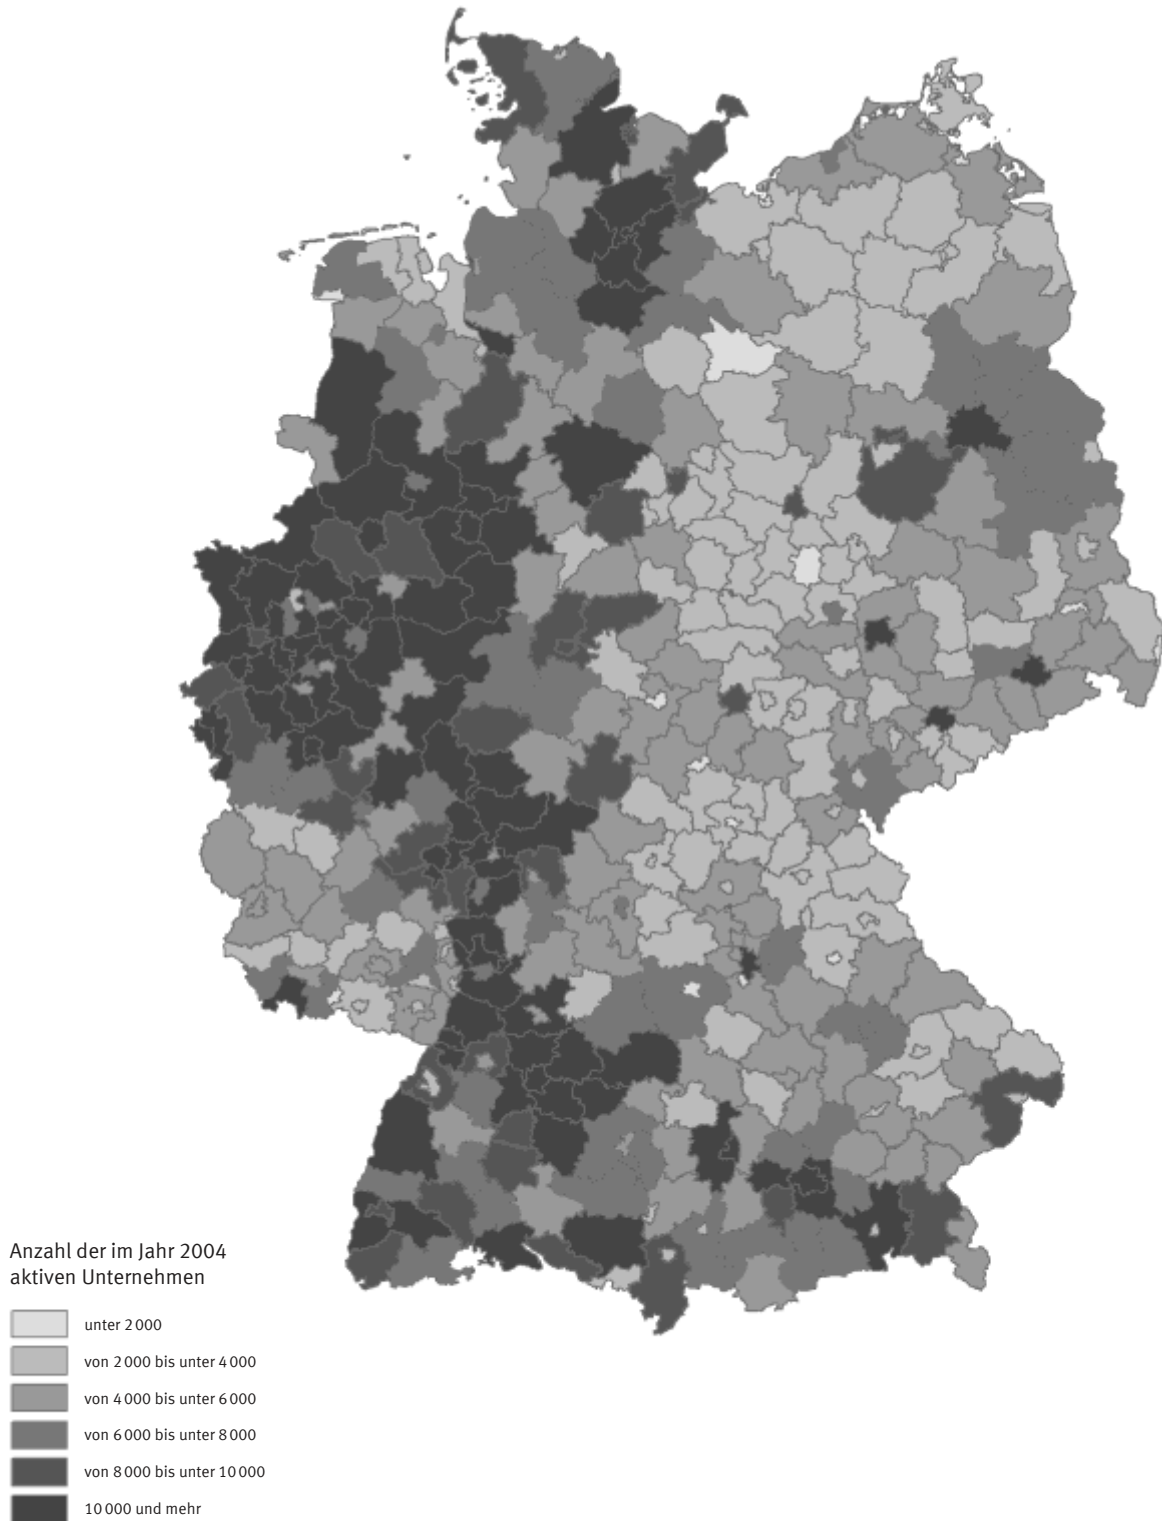 Anzahl der im Jahr 2004
aktiven Unternehmen
unter 2 000
von 2 000 bis unter 4 000
von 4 000 bis unter 6 000
von 6 000 bis unter 8 000
von 8 000 bis unter 10 000
10 000 und mehr